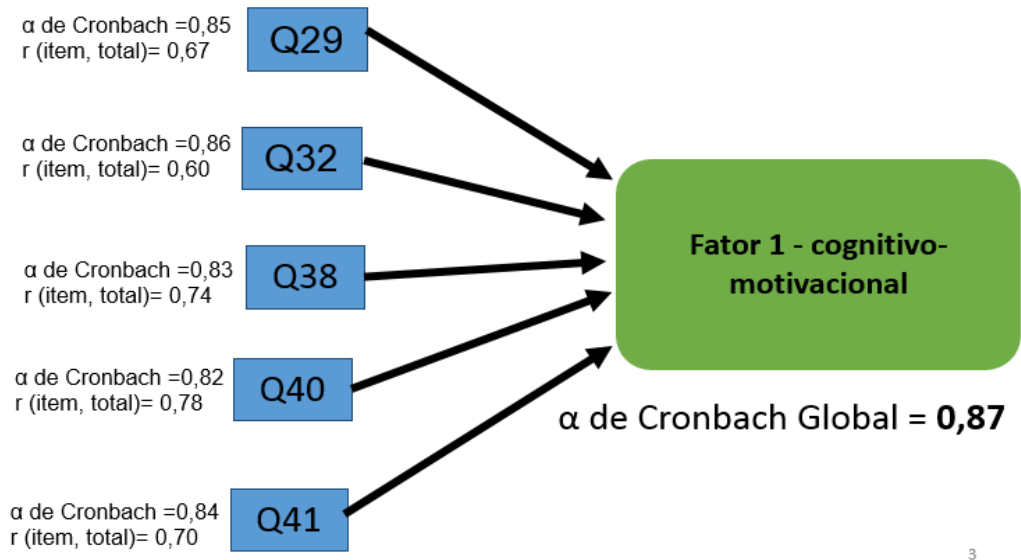 α de Cronbach =0,85
r (item, total)= 0,67
Q29
α de Cronbach =0,86
r (item, total)= 0,60
Q32
α de Cronbach =0,83
r (item, total)= 0,74
Q38
α de Cronbach =0,82
r (item, total)= 0,78
Q40
α de Cronbach =0,84
r (item, total)= 0,70
Q41
Fator 1 - cognitivo-
motivacional
α de Cronbach Global = 0,87
3